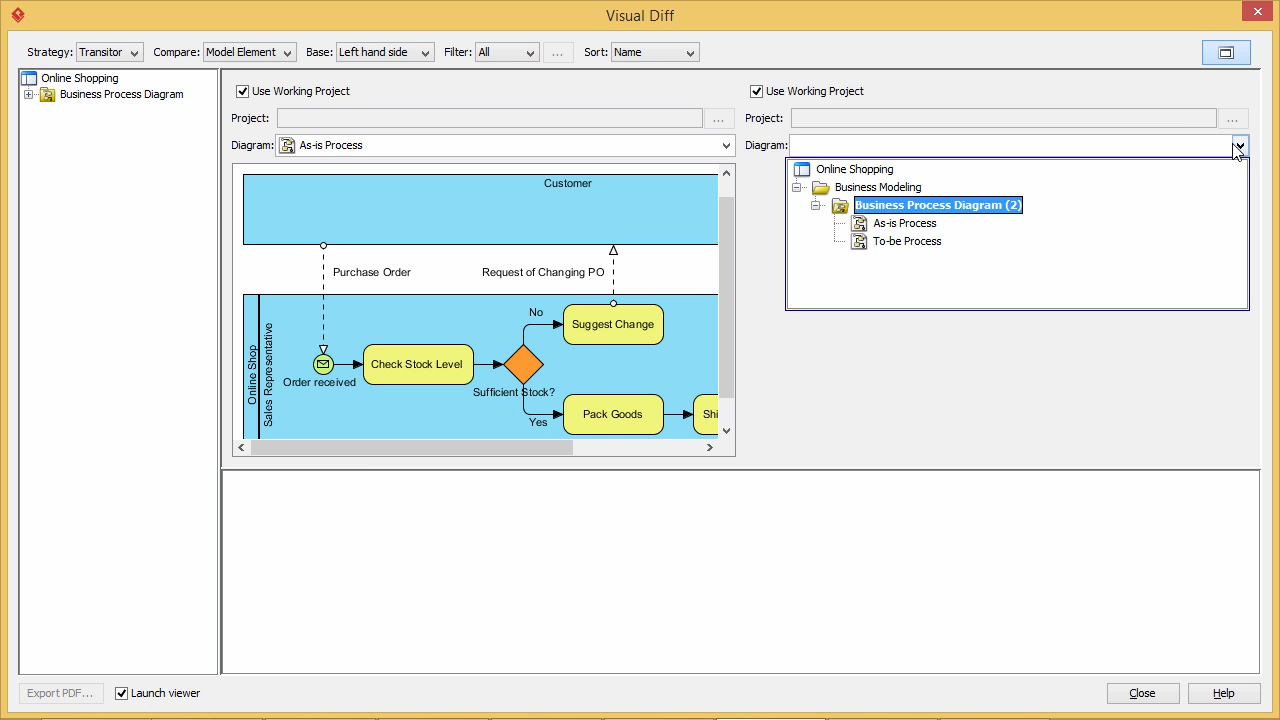 Visual Diff
Strategy: Transitor Compare: Model Element Base: Left hand side Filter: All ... Sort: Name
Online Shopping
Business Process Diagram
Use Working Project
Project: ...
Diagram: As-is Process
Customer
Purchase Order
Request of Changing PO
Online Shop
Sales Representative
Order received
Check Stock Level
Sufficient Stock?
No
Suggest Change
Yes
Pack Goods
Shi
Use Working Project
Project: ...
Diagram:
Online Shopping
Business Modeling
Business Process Diagram (2)
As-is Process
To-be Process
Export PDF... Launch viewer
Close Help